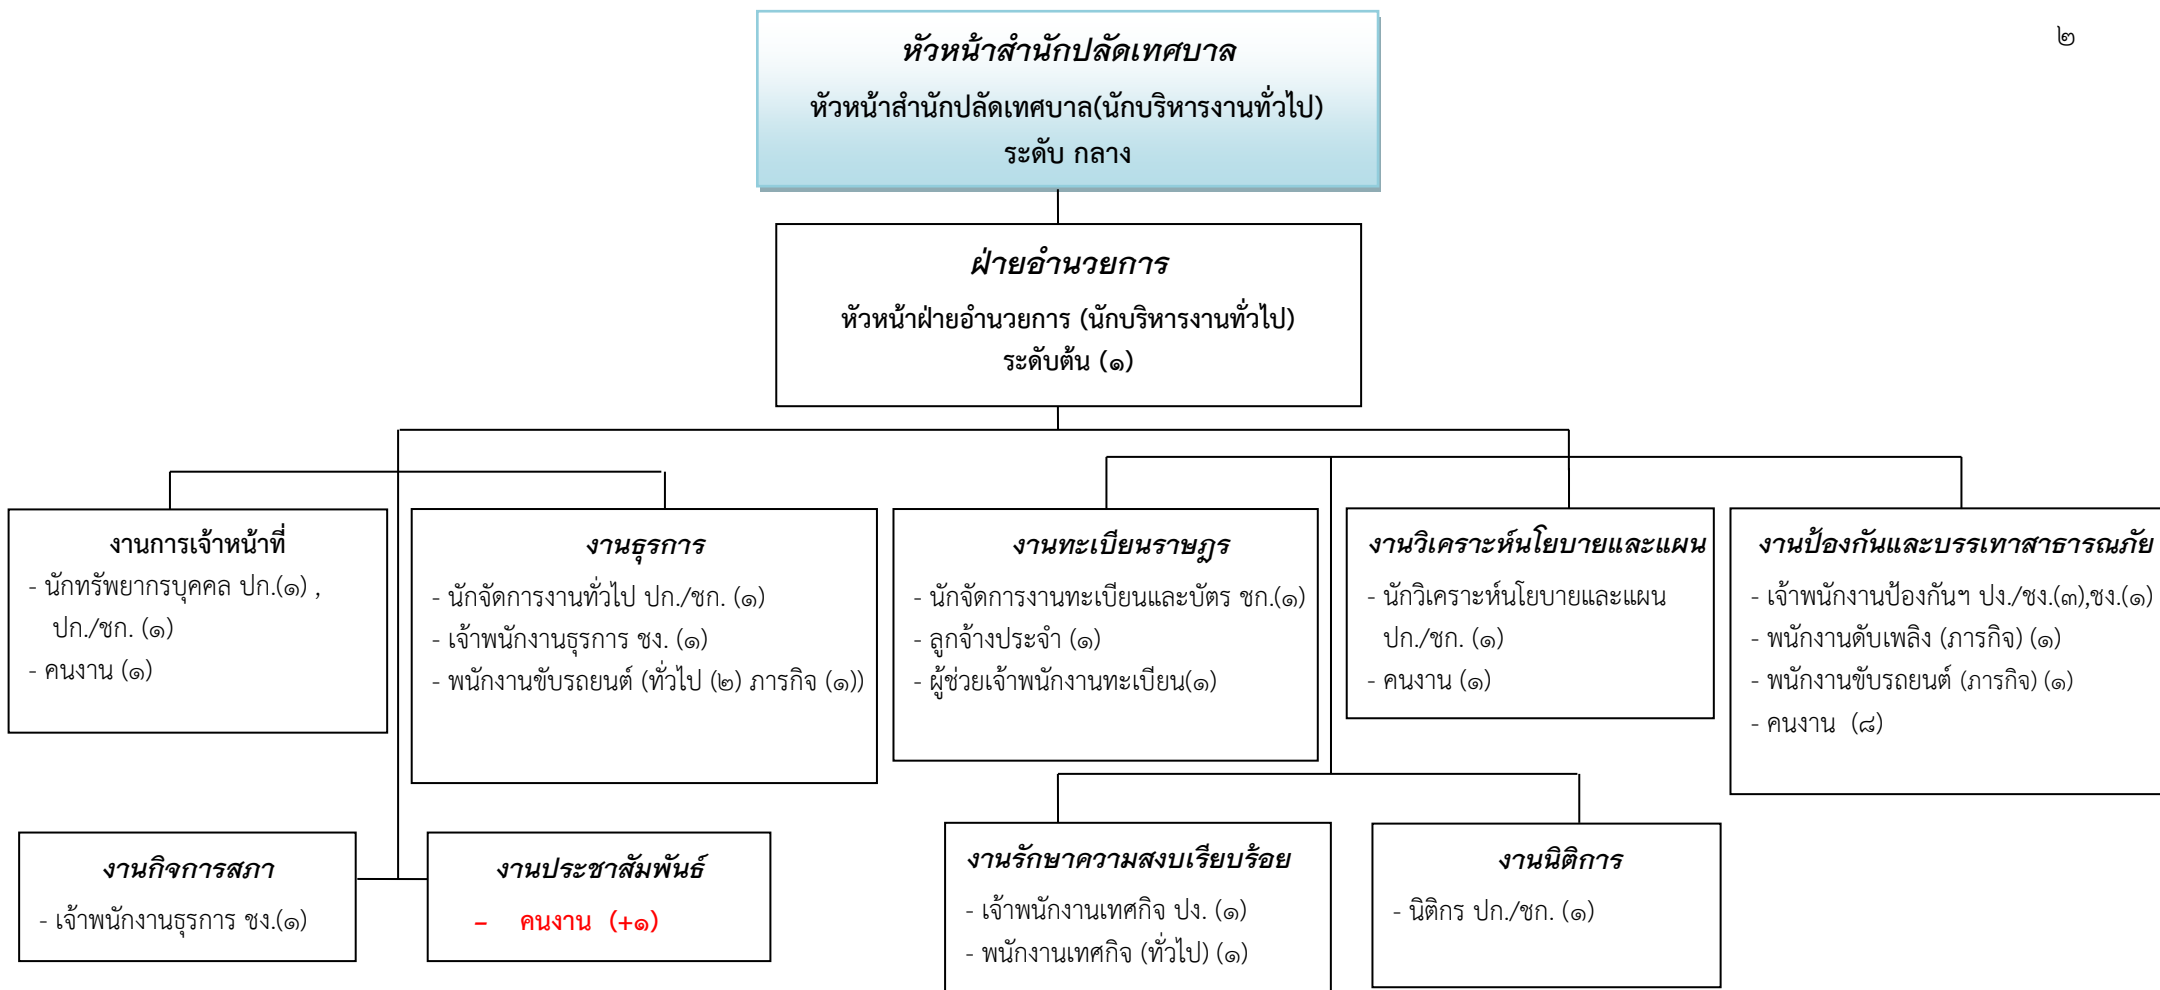 ๒
หัวหน้าสำนักปลัดเทศบาล
หัวหน้าสำนักปลัดเทศบาล(นักบริหารงานทั่วไป)
ระดับ กลาง
ฝ่ายอำนวยการ
หัวหน้าฝ่ายอำนวยการ (นักบริหารงานทั่วไป)
ระดับต้น (๑)
งานการเจ้าหน้าที่
- นักทรัพยากรบุคคล ปก.(๑) ,
ปก./ชก. (๑)
- คนงาน (๑)
งานธุรการ
- นักจัดการงานทั่วไป ปก./ชก. (๑)
- เจ้าพนักงานธุรการ ชง. (๑)
- พนักงานขับรถยนต์ (ทั่วไป (๒) ภารกิจ (๑))
งานทะเบียนราษฎร
- นักจัดการงานทะเบียนและบัตร ชก.(๑)
- ลูกจ้างประจำ (๑)
- ผู้ช่วยเจ้าพนักงานทะเบียน(๑)
งานวิเคราะห์นโยบายและแผน
- นักวิเคราะห์นโยบายและแผน
ปก./ชก. (๑)
- คนงาน (๑)
งานป้องกันและบรรเทาสาธารณภัย
- เจ้าพนักงานป้องกันฯ ปง./ชง.(๓),ชง.(๑)
- พนักงานดับเพลิง (ภารกิจ) (๑)
- พนักงานขับรถยนต์ (ภารกิจ) (๑)
- คนงาน (๘)
งานกิจการสภา
- เจ้าพนักงานธุรการ ชง.(๑)
งานประชาสัมพันธ์
- คนงาน (+๑)
งานรักษาความสงบเรียบร้อย
- เจ้าพนักงานเทศกิจ ปง. (๑)
- พนักงานเทศกิจ (ทั่วไป) (๑)
งานนิติการ
- นิติกร ปก./ชก. (๑)